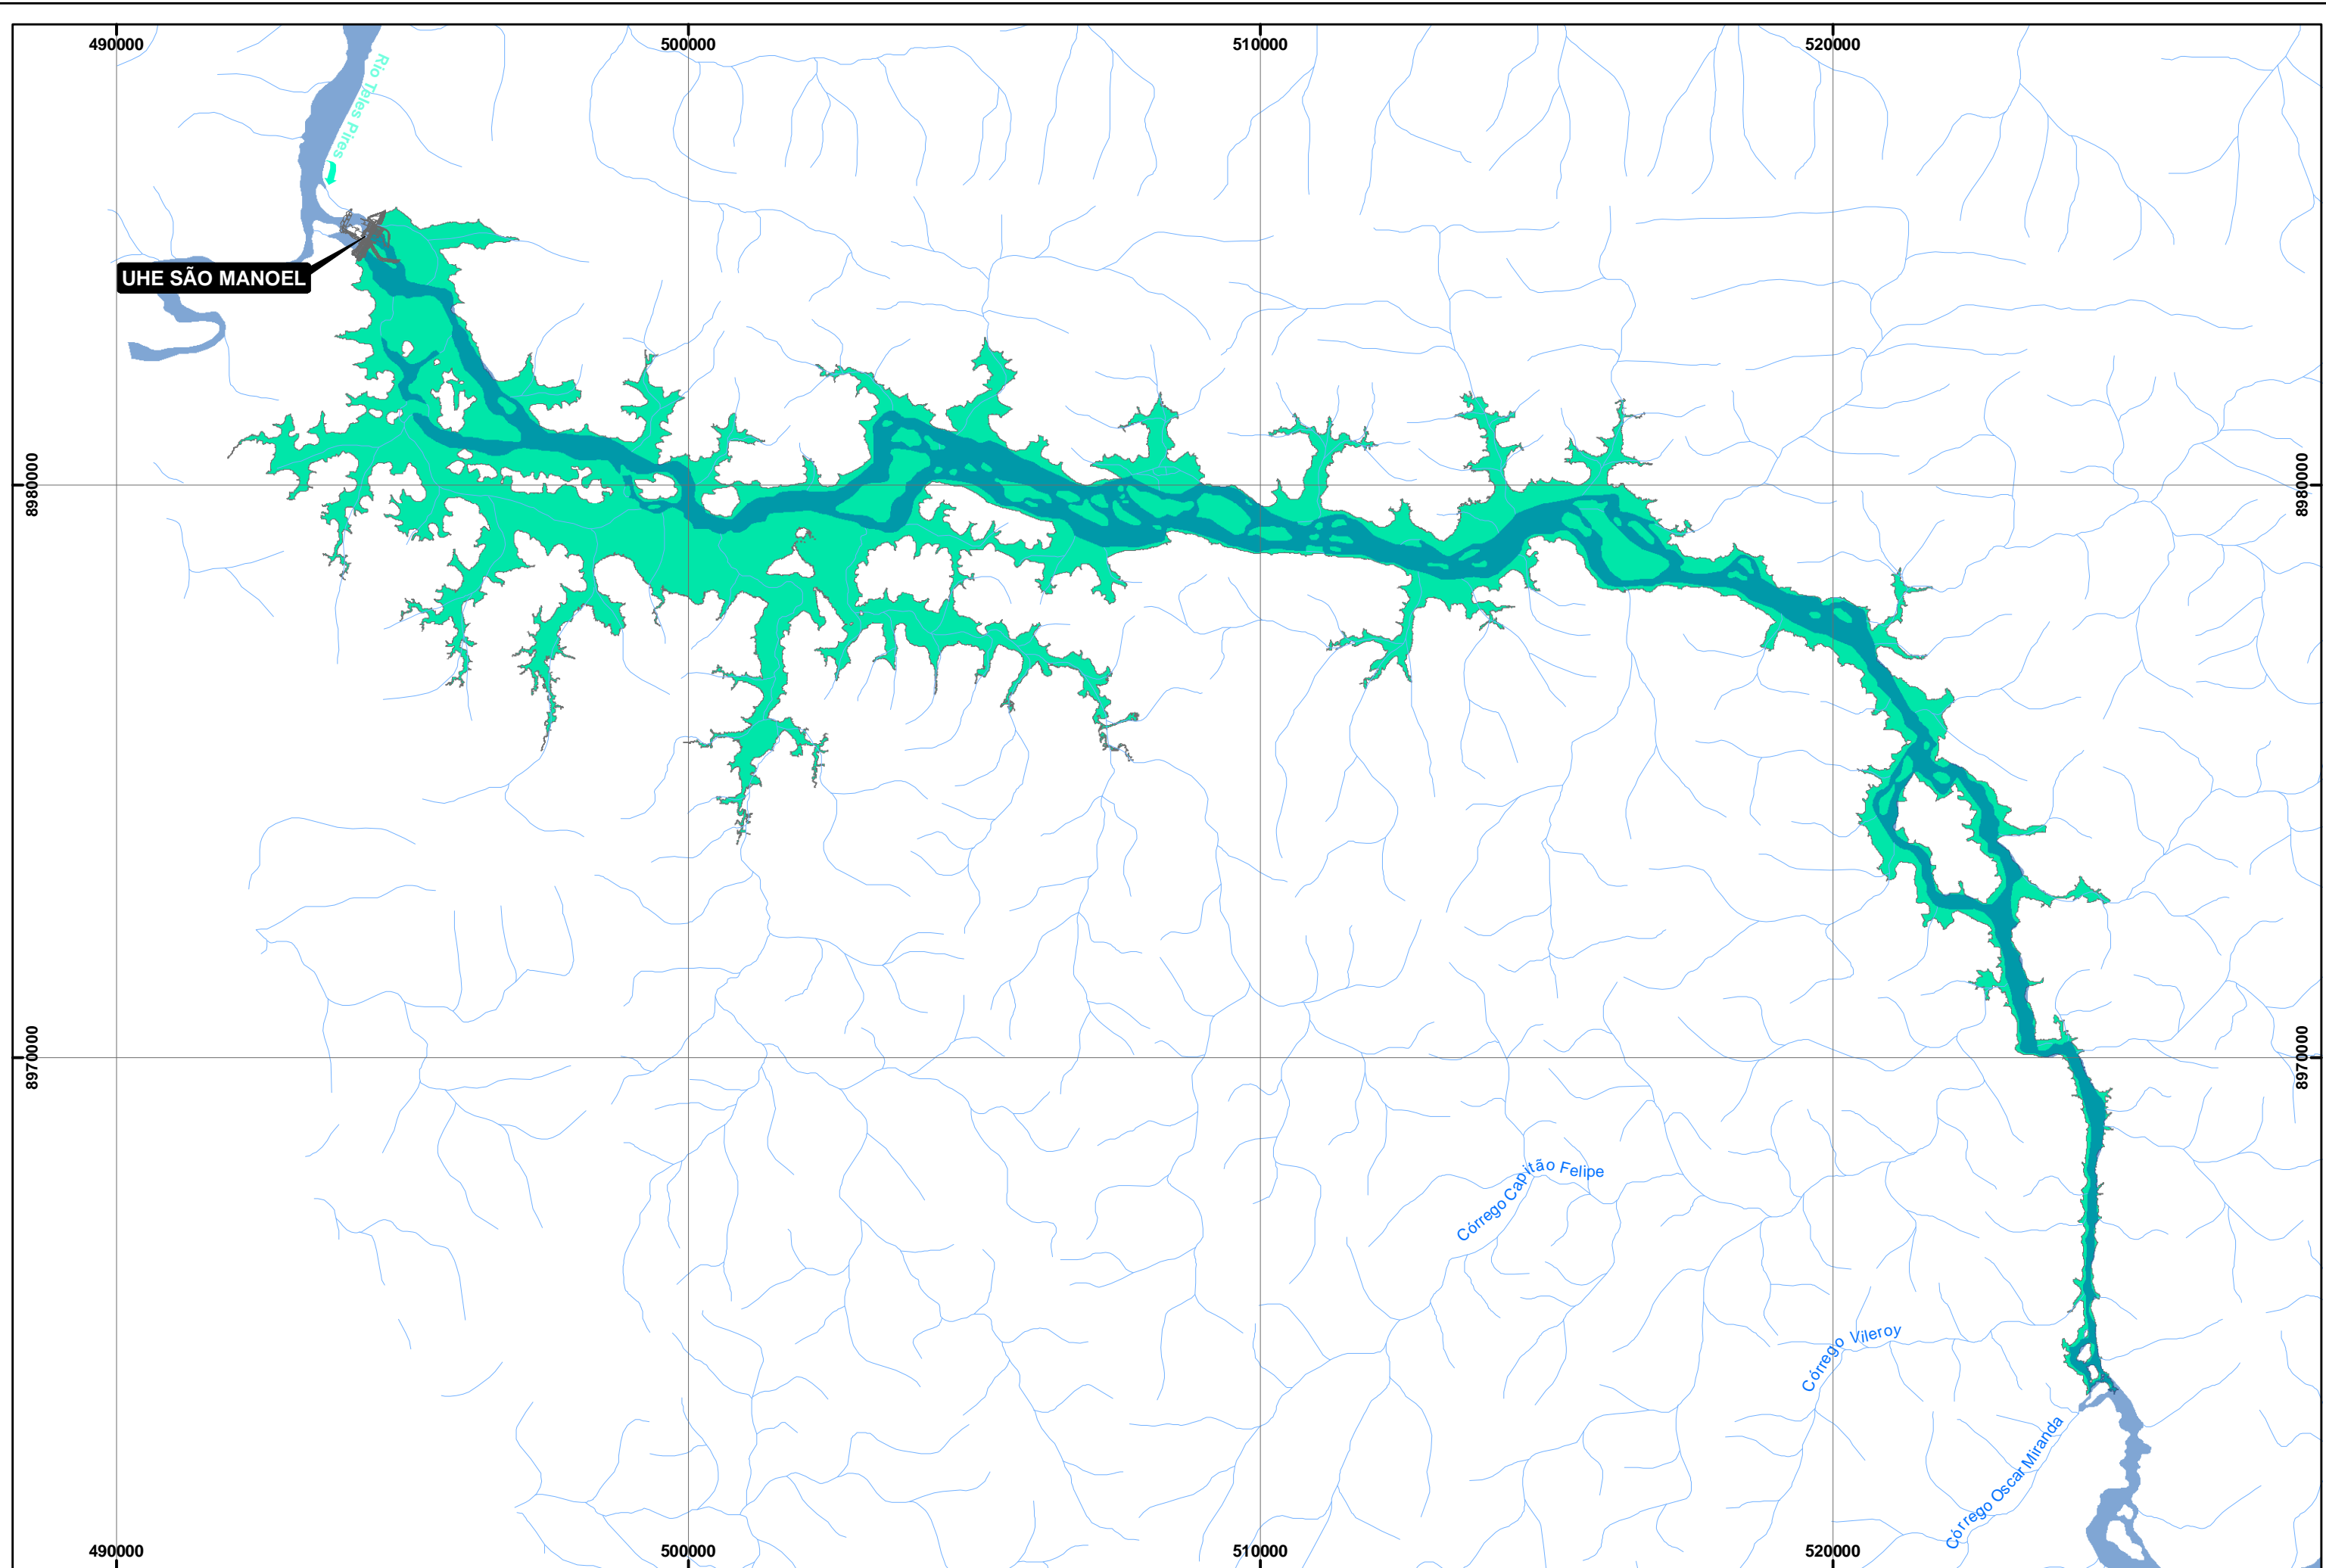 490000
500000
510000
520000
Rio Teles Pires
UHE SÃO MANOEL
8980000
8980000
8970000
8970000
Córrego Capitão Felipe
Córrego Vileroy
Córrego Oscar Miranda
490000
500000
510000
520000